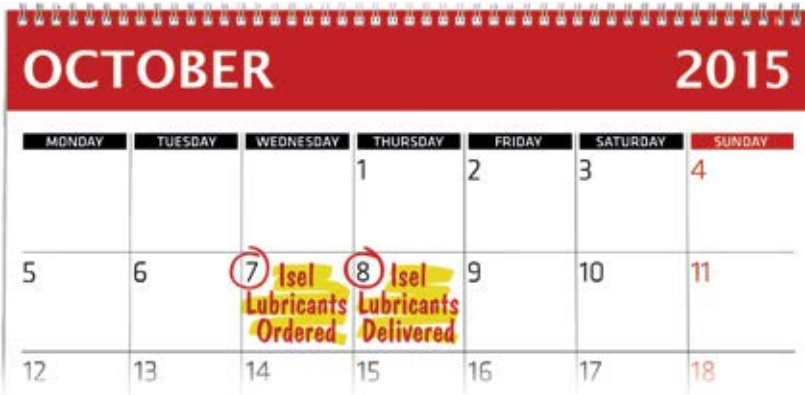 OCTOBER 2015
MONDAY TUESDAY WEDNESDAY THURSDAY FRIDAY SATURDAY SUNDAY
1 2 3 4
5 6 7 8 9 10 11
Isel Isel
Lubricants Lubricants
Ordered Delivered
12 13 14 15 16 17 18